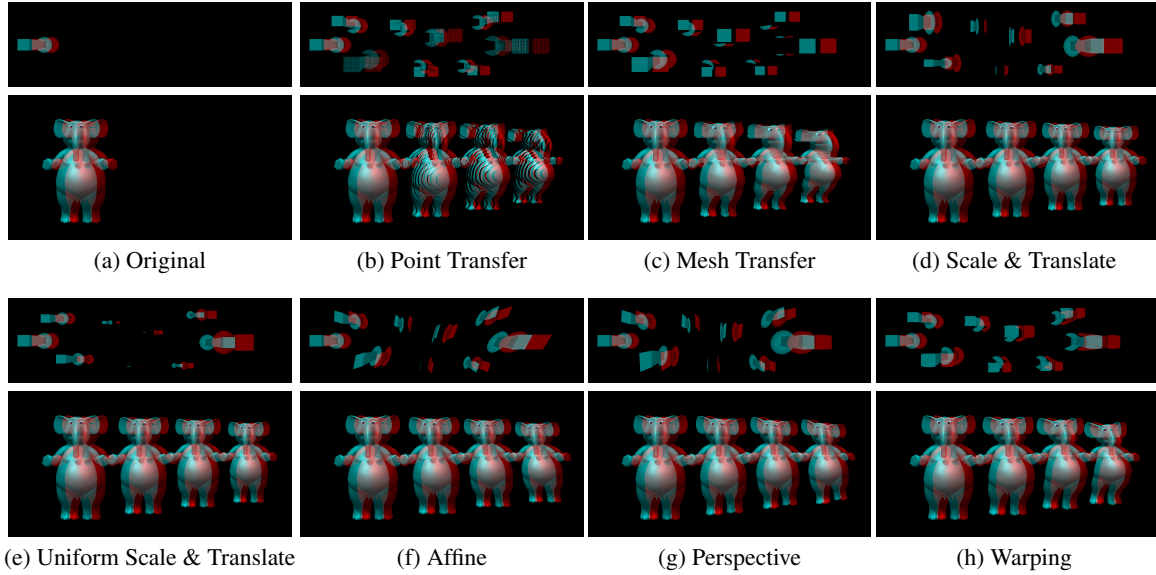 (a) Original
(b) Point Transfer
(c) Mesh Transfer
(d) Scale & Translate
(e) Uniform Scale & Translate
(f) Affine
(g) Perspective
(h) Warping